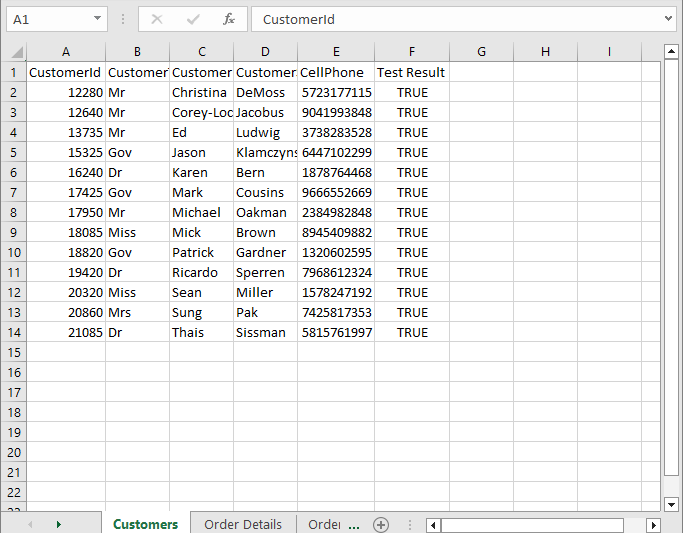 A1 fx CustomerId
A B C D E F G H I
1 CustomerId Customer Customer Customer CellPhone Test Result
2 12280 Mr Christina DeMoss 5723177115 TRUE
3 12640 Mr Corey-Loc Jacobus 9041993848 TRUE
4 13735 Mr Ed Ludwig 3738283528 TRUE
5 15325 Gov Jason Klamczyns 6447102299 TRUE
6 16240 Dr Karen Bern 1878764468 TRUE
7 17425 Gov Mark Cousins 9666552669 TRUE
8 17950 Mr Michael Oakman 2384982848 TRUE
9 18085 Miss Mick Brown 8945409882 TRUE
10 18820 Gov Patrick Gardner 1320602595 TRUE
11 19420 Dr Ricardo Sperren 7968612324 TRUE
12 20320 Miss Sean Miller 1578247192 TRUE
13 20860 Mrs Sung Pak 7425817353 TRUE
14 21085 Dr Thais Sissman 5815761997 TRUE
15
16
17
18
19
20
21
22
Customers Order Details Order ...